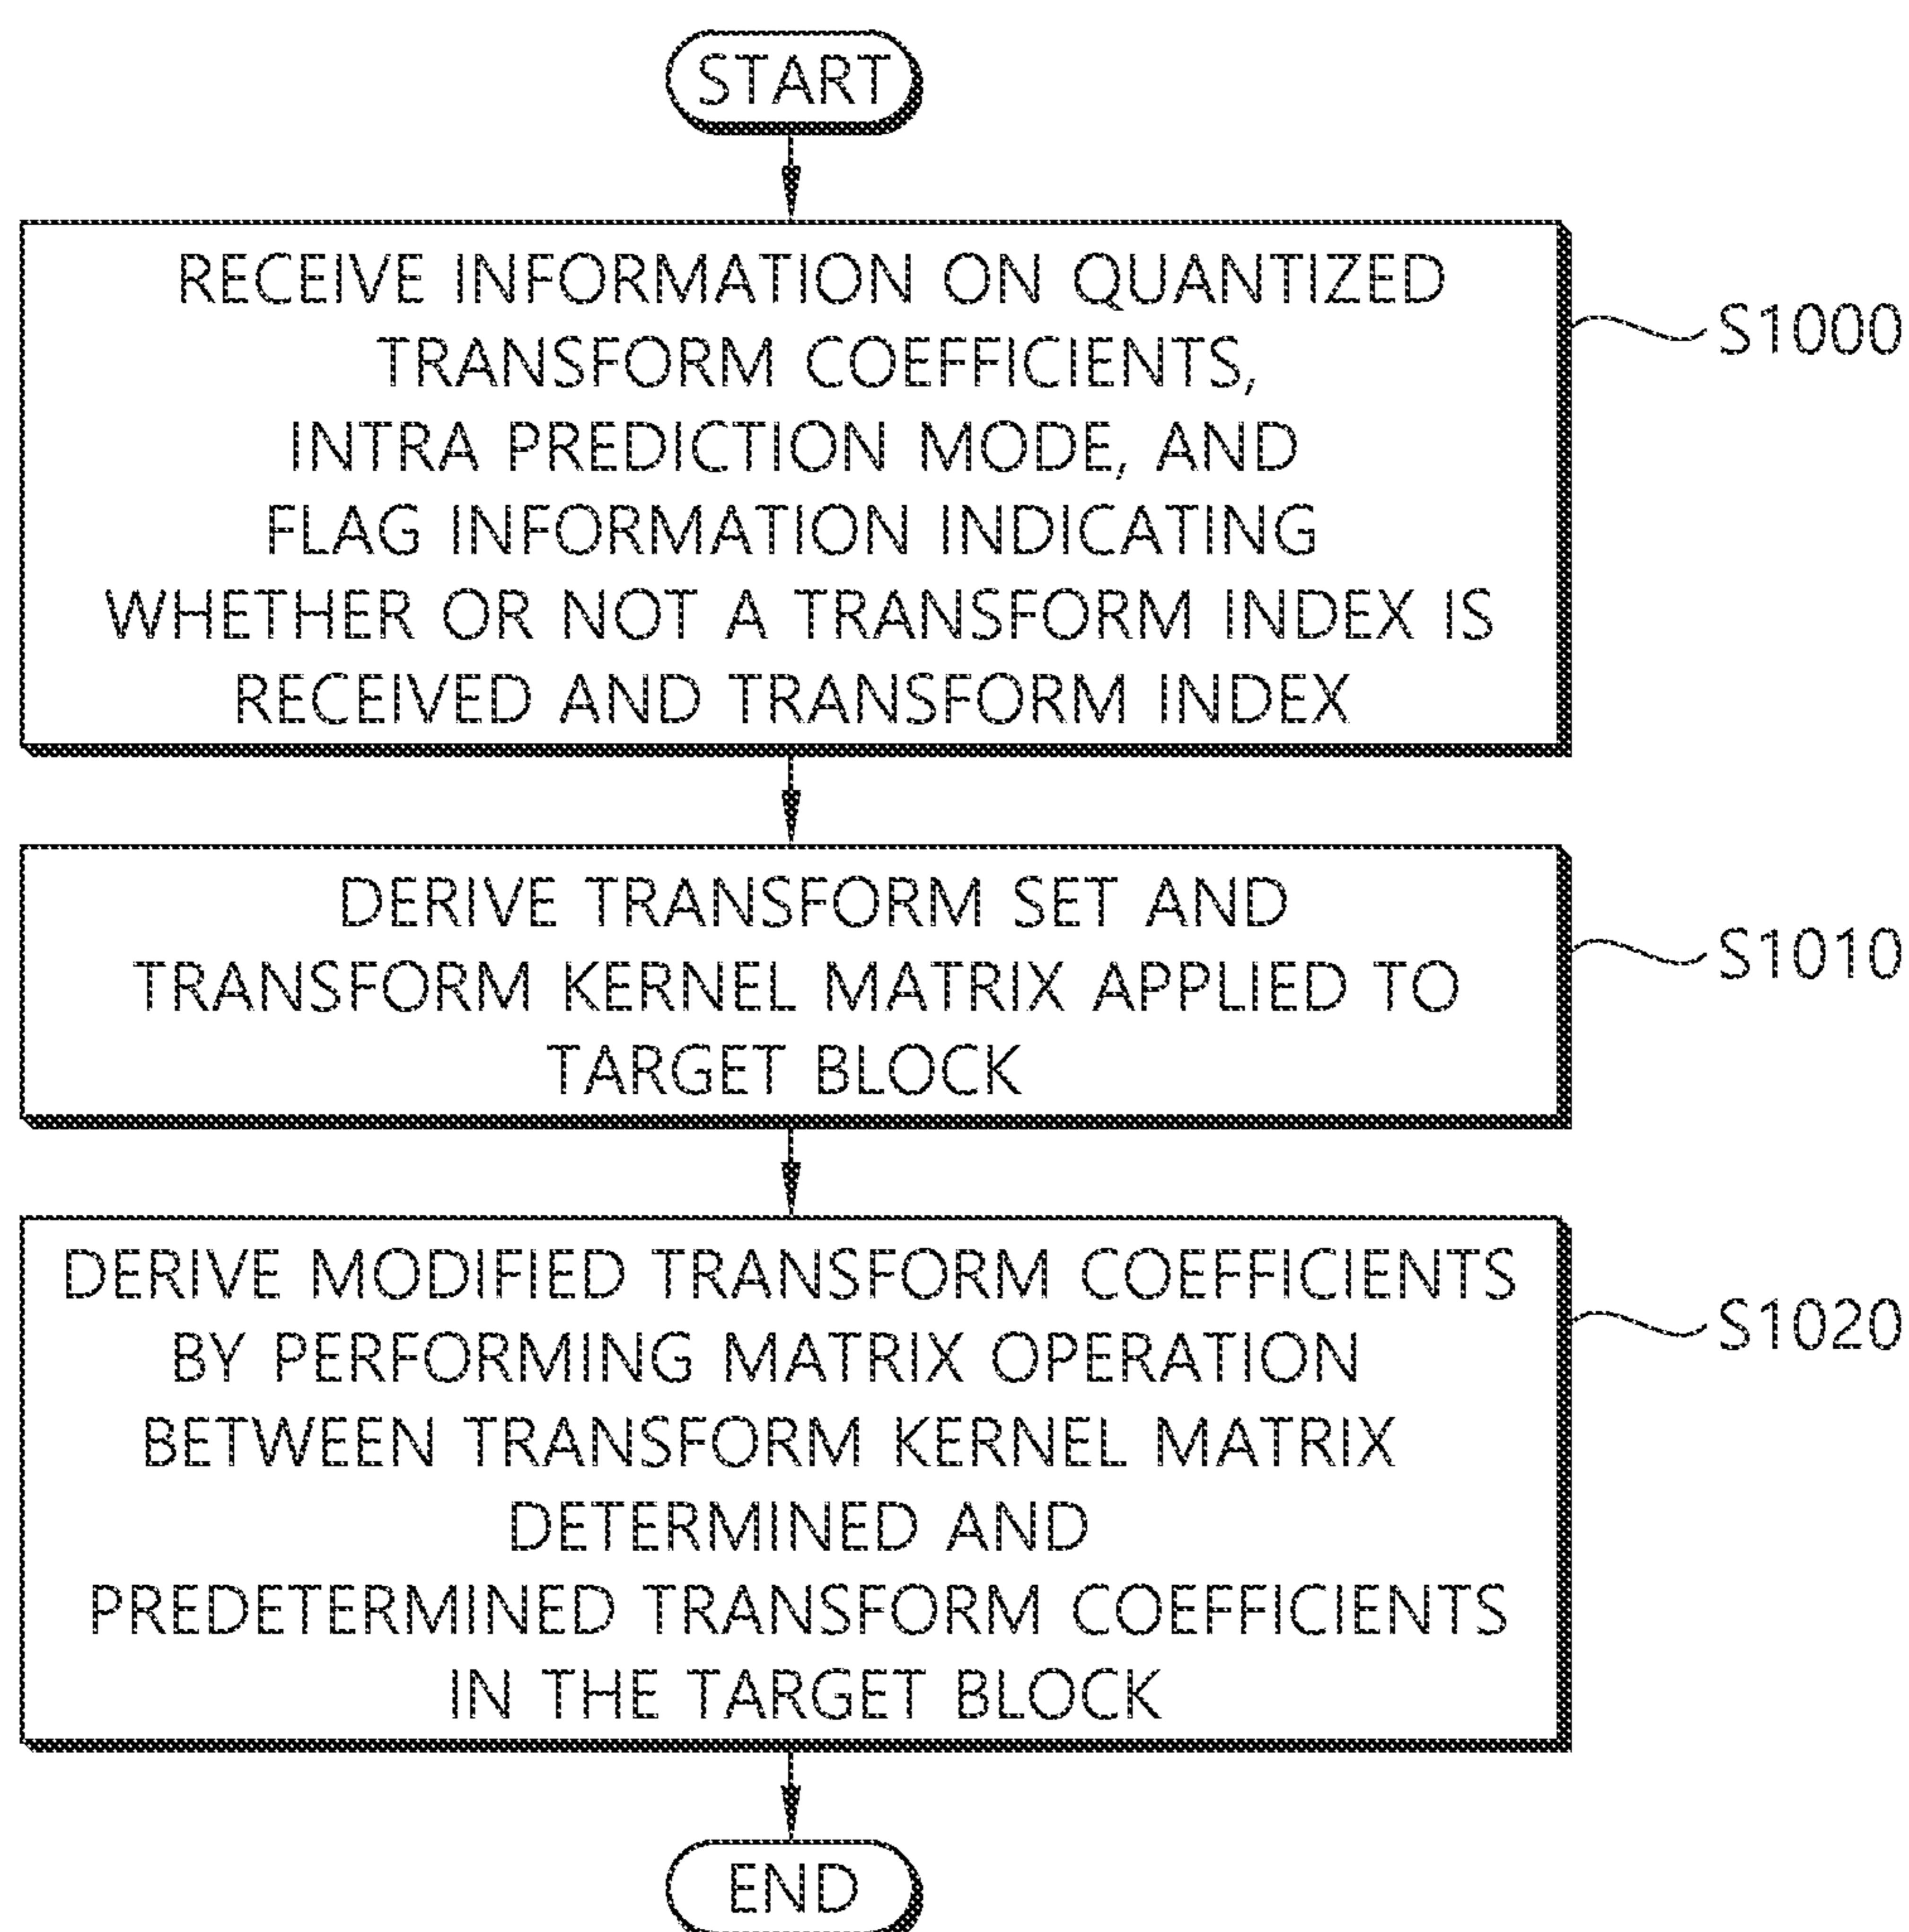 START
RECEIVE INFORMATION ON QUANTIZED
TRANSFORM COEFFICIENTS,
INTRA PREDICTION MODE, AND
FLAG INFORMATION INDICATING
WHETHER OR NOT A TRANSFORM INDEX IS
RECEIVED AND TRANSFORM INDEX
S1000
DERIVE TRANSFORM SET AND
TRANSFORM KERNEL MATRIX APPLIED TO
TARGET BLOCK
S1010
DERIVE MODIFIED TRANSFORM COEFFICIENTS
BY PERFORMING MATRIX OPERATION
BETWEEN TRANSFORM KERNEL MATRIX
DETERMINED AND
PREDETERMINED TRANSFORM COEFFICIENTS
IN THE TARGET BLOCK
S1020
END